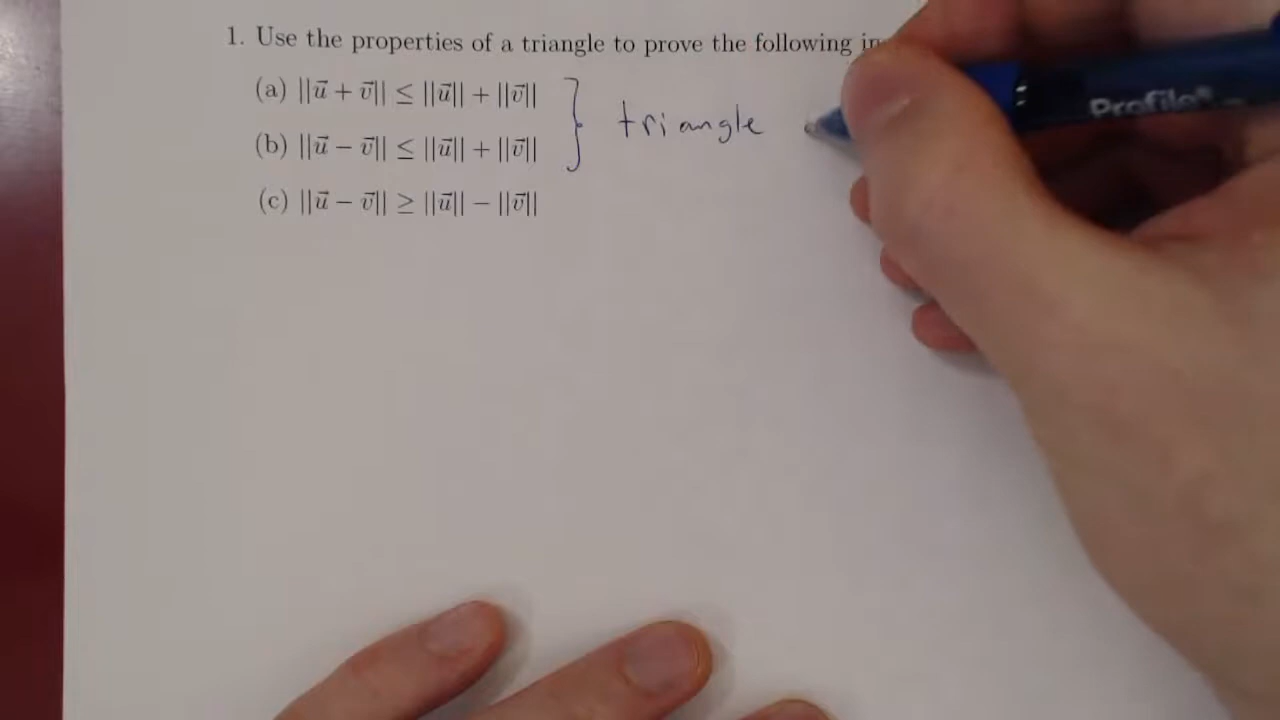 1. Use the properties of a triangle to prove the following
(a) ||u⃗ + v⃗|| ≤ ||u⃗|| + ||v⃗||
(b) ||u⃗ − v⃗|| ≤ ||u⃗|| + ||v⃗||
triangle
(c) ||u⃗ − v⃗|| ≥ ||u⃗|| − ||v⃗||
Profile